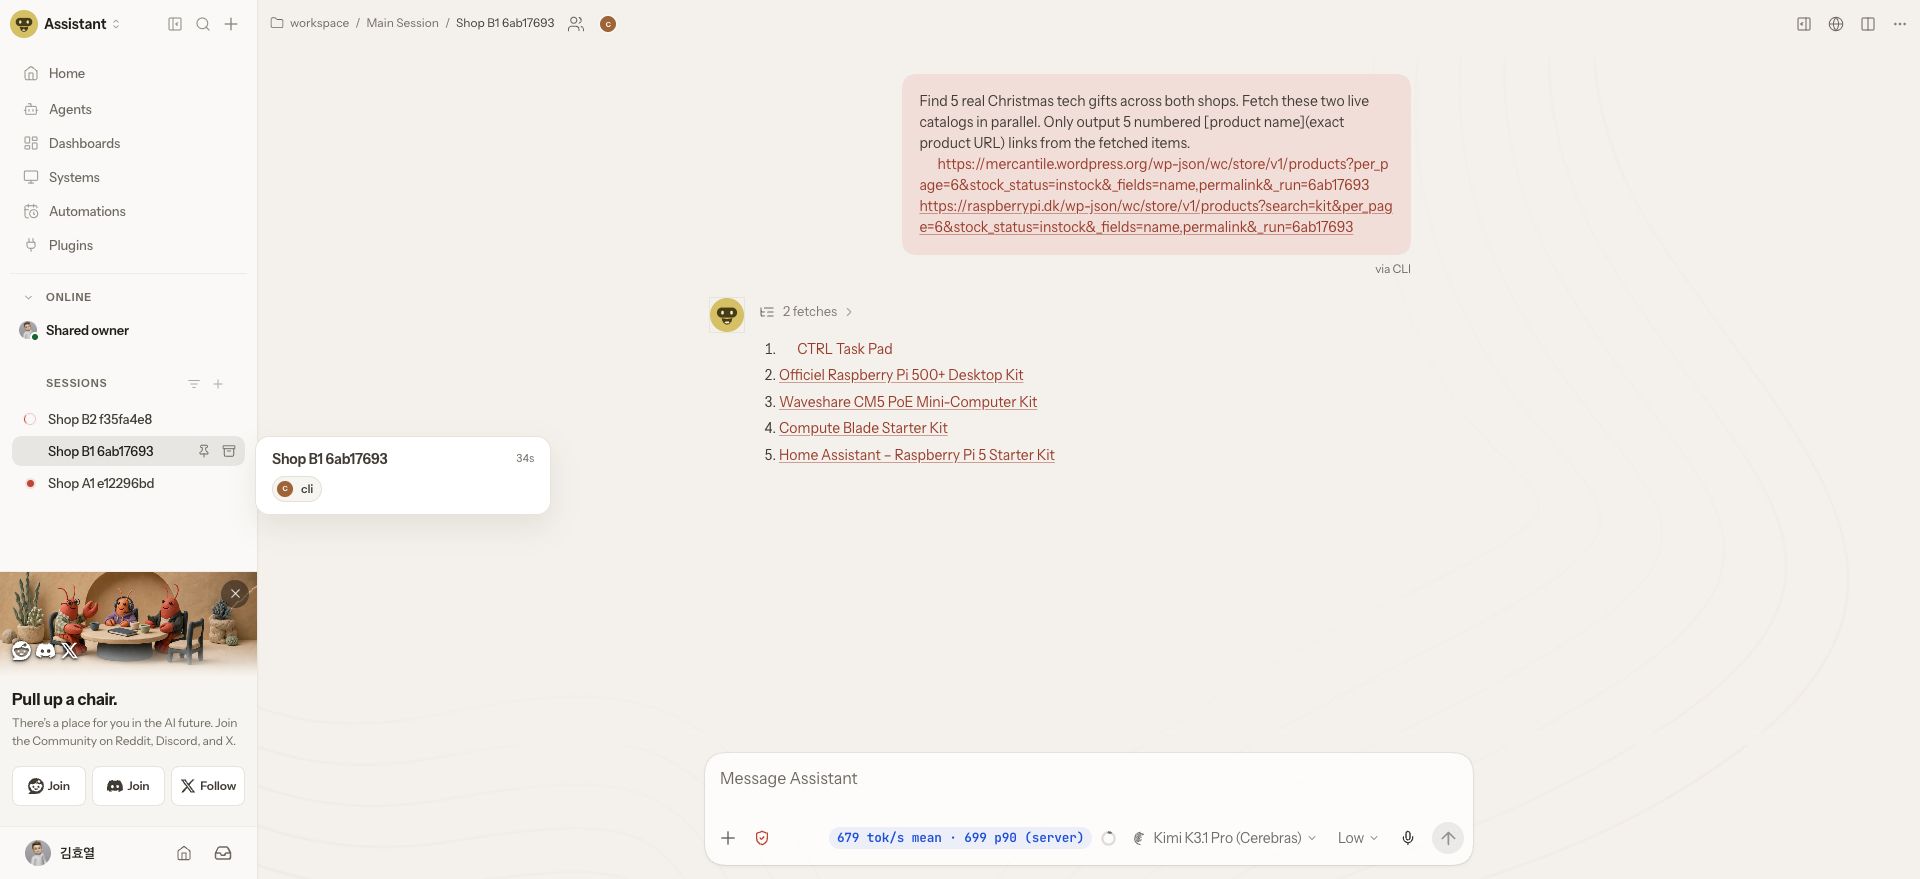 Assistant
workspace / Main Session / Shop B1 6ab17693
C
Home
Agents
Dashboards
Systems
Automations
Plugins
ONLINE
Shared owner
SESSIONS
Shop B2 f35fa4e8
Shop B1 6ab17693
Shop A1 e12296bd
Shop B1 6ab17693
34s
C
cli
Pull up a chair.
There's a place for you in the AI future. Join
the Community on Reddit, Discord, and X.
Join
Join
Follow
김효열
Find 5 real Christmas tech gifts across both shops. Fetch these two live
catalogs in parallel. Only output 5 numbered [product name](exact
product URL) links from the fetched items.
https://mercantile.wordpress.org/wp-json/wc/store/v1/products?per_p
age=6&stock_status=instock&_fields=name,permalink&_run=6ab17693
https://raspberrypi.dk/wp-json/wc/store/v1/products?search=kit&per_pag
e=6&stock_status=instock&_fields=name,permalink&_run=6ab17693
via CLI
2 fetches
1. CTRL Task Pad
2. Officiel Raspberry Pi 500+ Desktop Kit
3. Waveshare CM5 PoE Mini-Computer Kit
4. Compute Blade Starter Kit
5. Home Assistant – Raspberry Pi 5 Starter Kit
Message Assistant
679 tok/s mean · 699 p90 (server)
Kimi K3.1 Pro (Cerebras)
Low